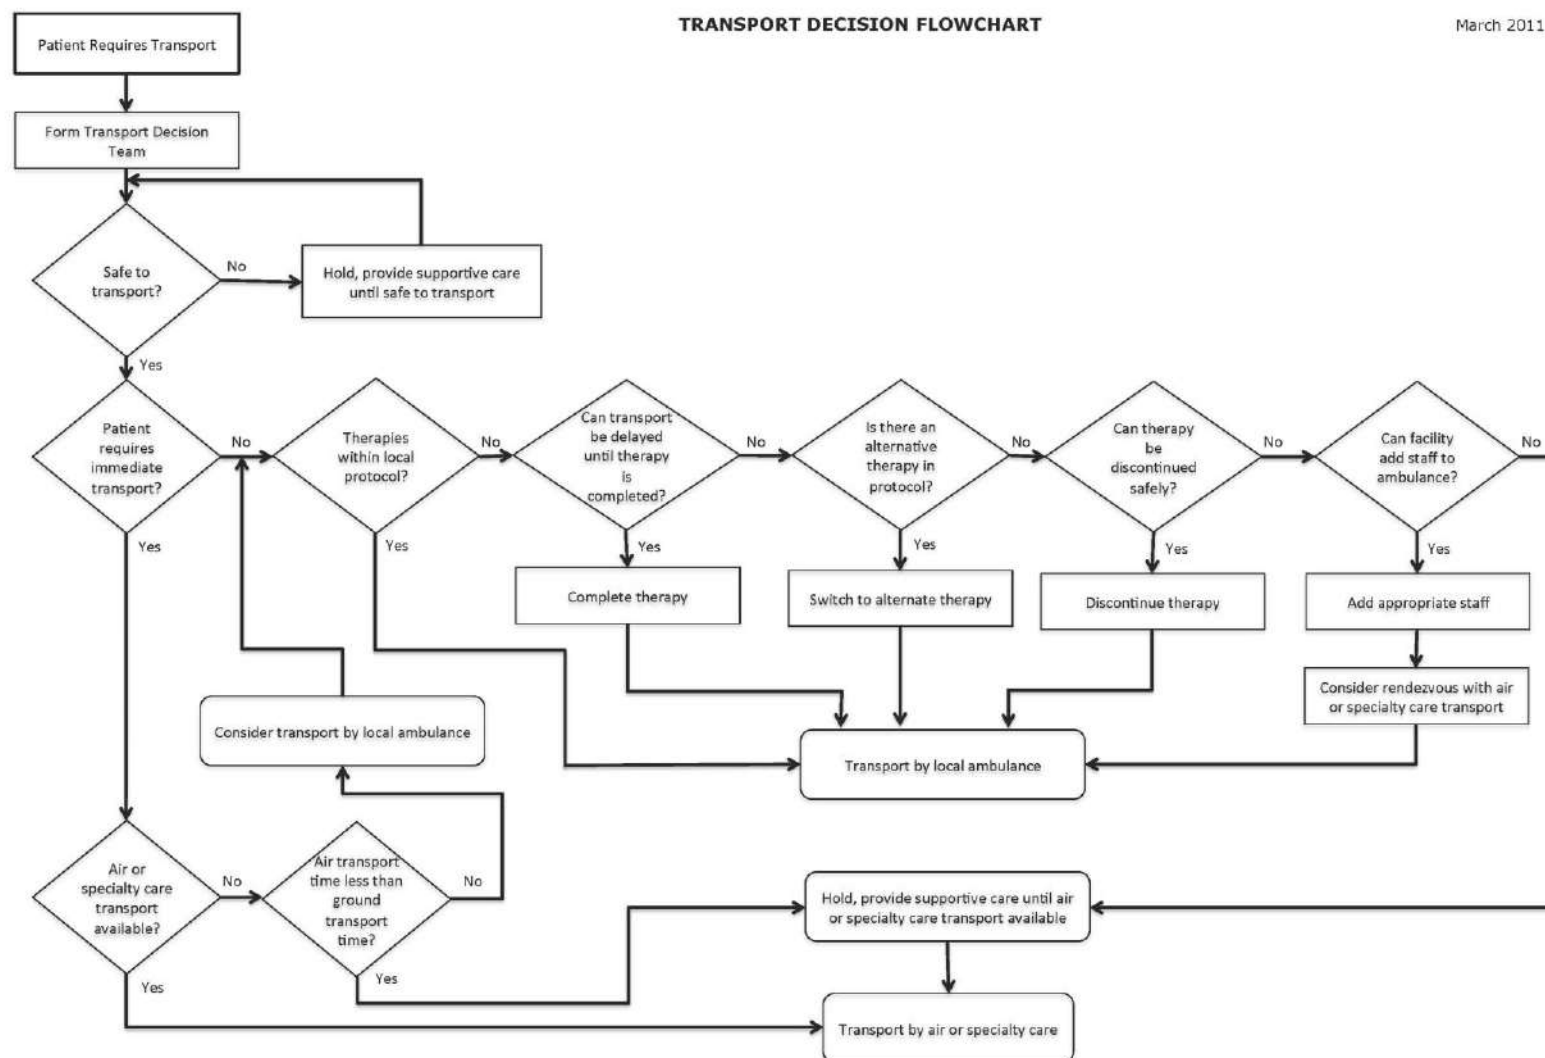 TRANSPORT DECISION FLOWCHART
March 2011
Patient Requires Transport
Form Transport Decision
Team
Safe to
transport?
No
Hold, provide supportive care
until safe to transport
Yes
Patient
requires
immediate
transport?
No
Therapies
within local
protocol?
No
Can transport
be delayed
until therapy
is
completed?
No
Is there an
alternative
therapy in
protocol?
No
Can therapy
be
discontinued
safely?
No
Can facility
add staff to
ambulance?
No
Yes
Yes
Yes
Yes
Yes
Yes
Complete therapy
Switch to alternate therapy
Discontinue therapy
Add appropriate staff
Consider rendezvous with air
or specialty care transport
Consider transport by local ambulance
Transport by local ambulance
Air or
specialty care
transport
available?
No
Air transport
time less than
ground
transport
time?
No
Hold, provide supportive care until air
or specialty care transport available
Yes
Yes
Transport by air or specialty care